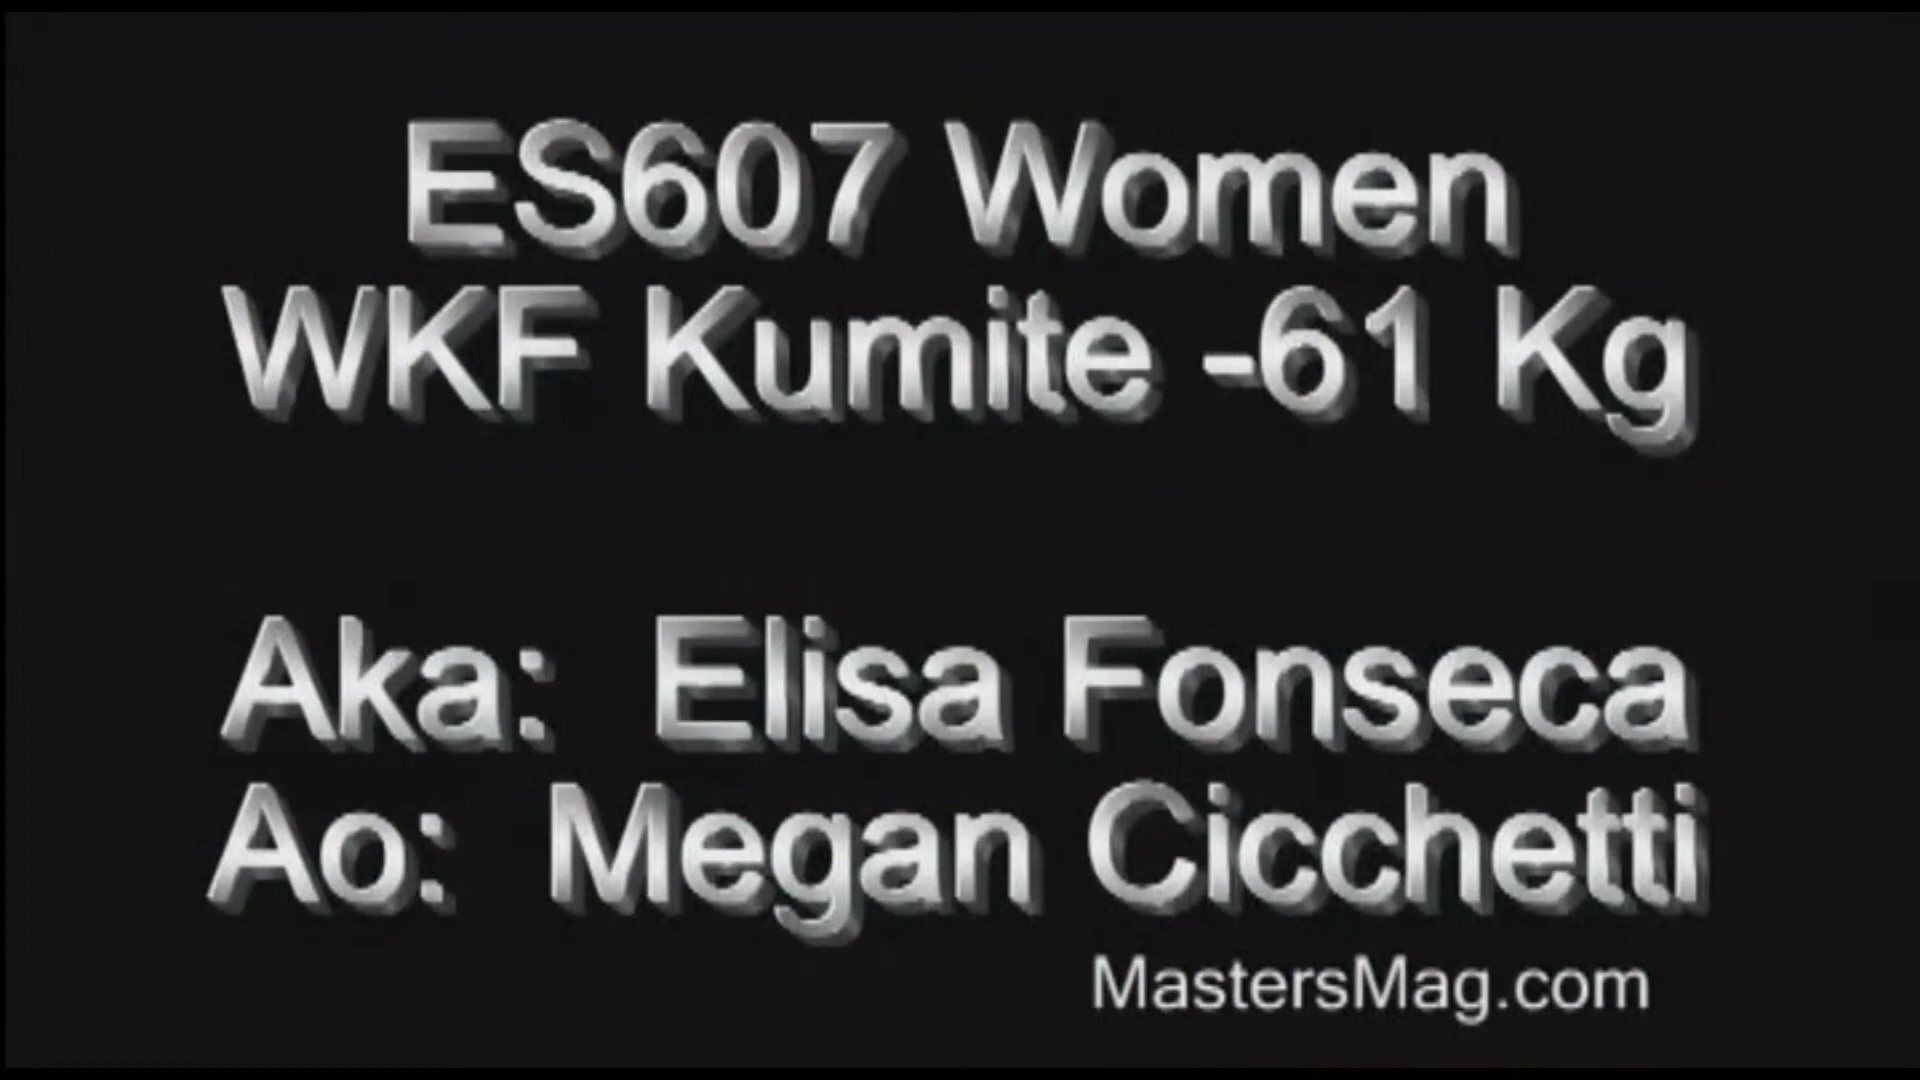 ES607 Women
WKF Kumite -61 Kg
Aka: Elisa Fonseca
Ao: Megan Cicchetti
MastersMag.com